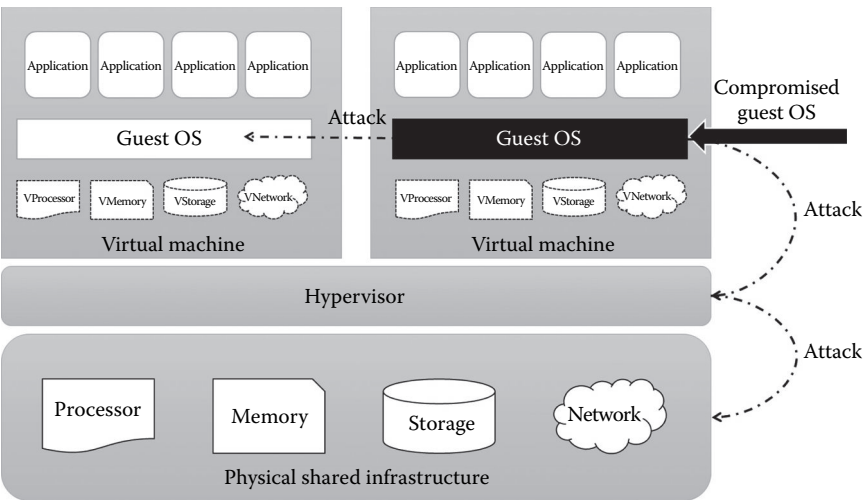 Application Application Application Application
Application Application Application Application
Compromised
guest OS
Guest OS
Attack
Guest OS
VProcessor VMemory VStorage VNetwork
VProcessor VMemory VStorage VNetwork
Attack
Virtual machine
Virtual machine
Hypervisor
Attack
Processor
Memory
Storage
Network
Physical shared infrastructure